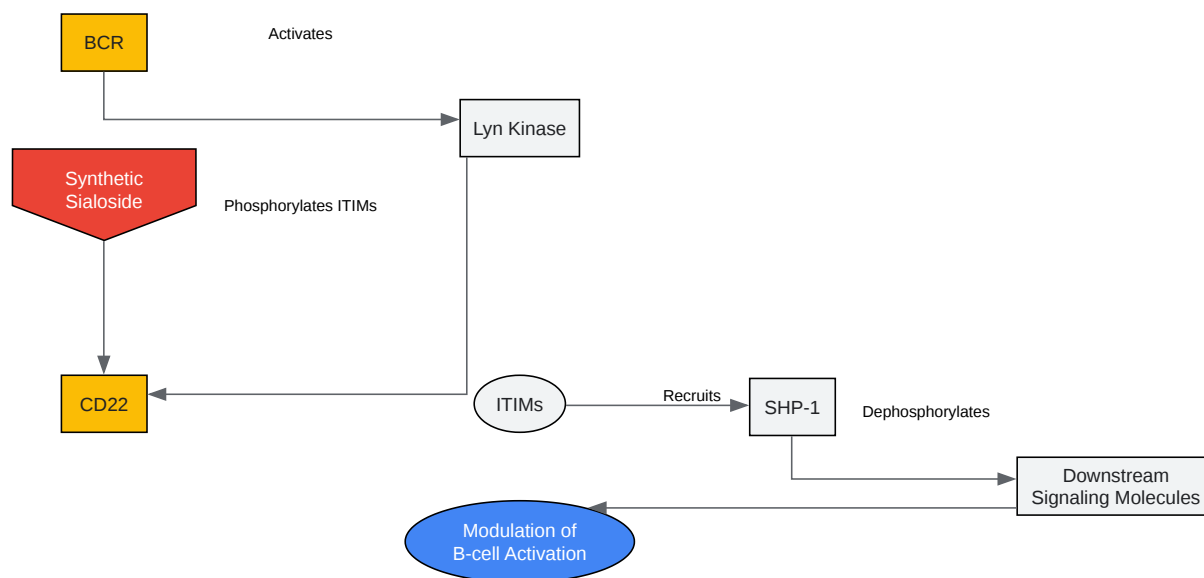 BCR
Activates
Lyn Kinase
Synthetic
Sialoside
Phosphorylates ITIMs
CD22
ITIMs
Recruits
SHP-1
Dephosphorylates
Downstream
Signaling Molecules
Modulation of
B-cell Activation